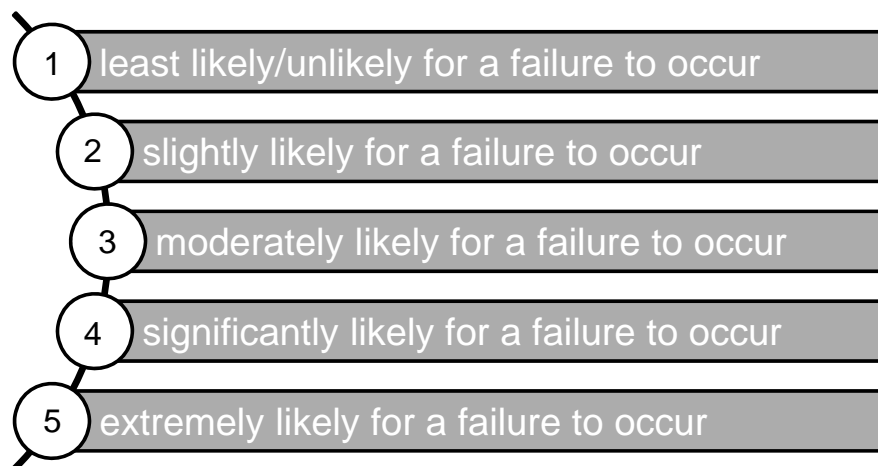 1 least likely/unlikely for a failure to occur
2 slightly likely for a failure to occur
3 moderately likely for a failure to occur
4 significantly likely for a failure to occur
5 extremely likely for a failure to occur